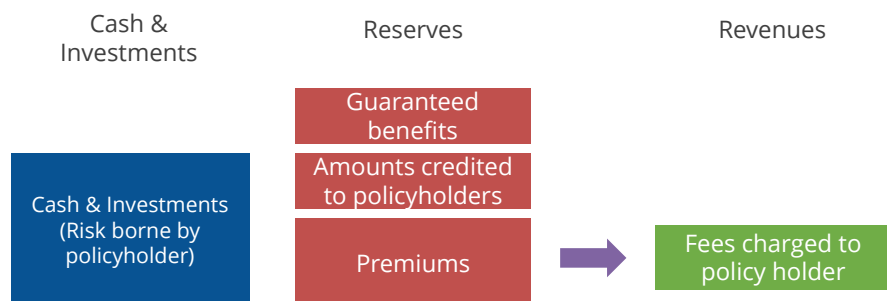 Cash &
Investments
Reserves
Revenues
Guaranteed
benefits
Amounts credited
to policyholders
Cash & Investments
(Risk borne by
policyholder)
Premiums
Fees charged to
policy holder